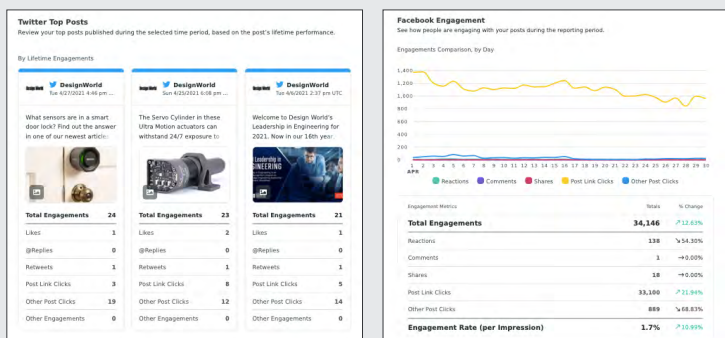 Twitter Top Posts
Review your top posts published during the selected time period, based on the post's lifetime performance.
By Lifetime Engagements
Design World
DesignWorld
Tue 4/27/2021 4:46 pm ...
What sensors are in a smart
door lock? Find out the answer
in one of our newest articles
Total Engagements 24
Likes 1
@Replies 0
Retweets 1
Post Link Clicks 3
Other Post Clicks 19
Other Engagements 0
Design World
DesignWorld
Sun 4/25/2021 6:08 pm ...
The Servo Cylinder in these
Ultra Motion actuators can
withstand 24/7 exposure to
Total Engagements 23
Likes 2
@Replies 0
Retweets 1
Post Link Clicks 8
Other Post Clicks 12
Other Engagements 0
Design World
DesignWorld
Tue 4/6/2021 2:37 pm UTC
Welcome to Design World's
Leadership in Engineering for
2021. Now in our 16th year
Leadership in
ENGINEERING
Total Engagements 21
Likes 1
@Replies 0
Retweets 1
Post Link Clicks 5
Other Post Clicks 14
Other Engagements 0
Facebook Engagement
See how people are engaging with your posts during the reporting period.
Engagements Comparison, by Day
1,400
1,200
1,000
800
600
400
200
0
1 2 3 4 5 6 7 8 9 10 11 12 13 14 15 16 17 18 19 20 21 22 23 24 25 26 27 28 29 30
APR
Reactions Comments Shares Post Link Clicks Other Post Clicks
Engagement Metrics Totals % Change
Total Engagements 34,146 ↗12.63%
Reactions 138 ↘54.30%
Comments 1 →0.00%
Shares 18 →0.00%
Post Link Clicks 33,100 ↗21.94%
Other Post Clicks 889 ↘68.83%
Engagement Rate (per Impression) 1.7% ↗10.99%